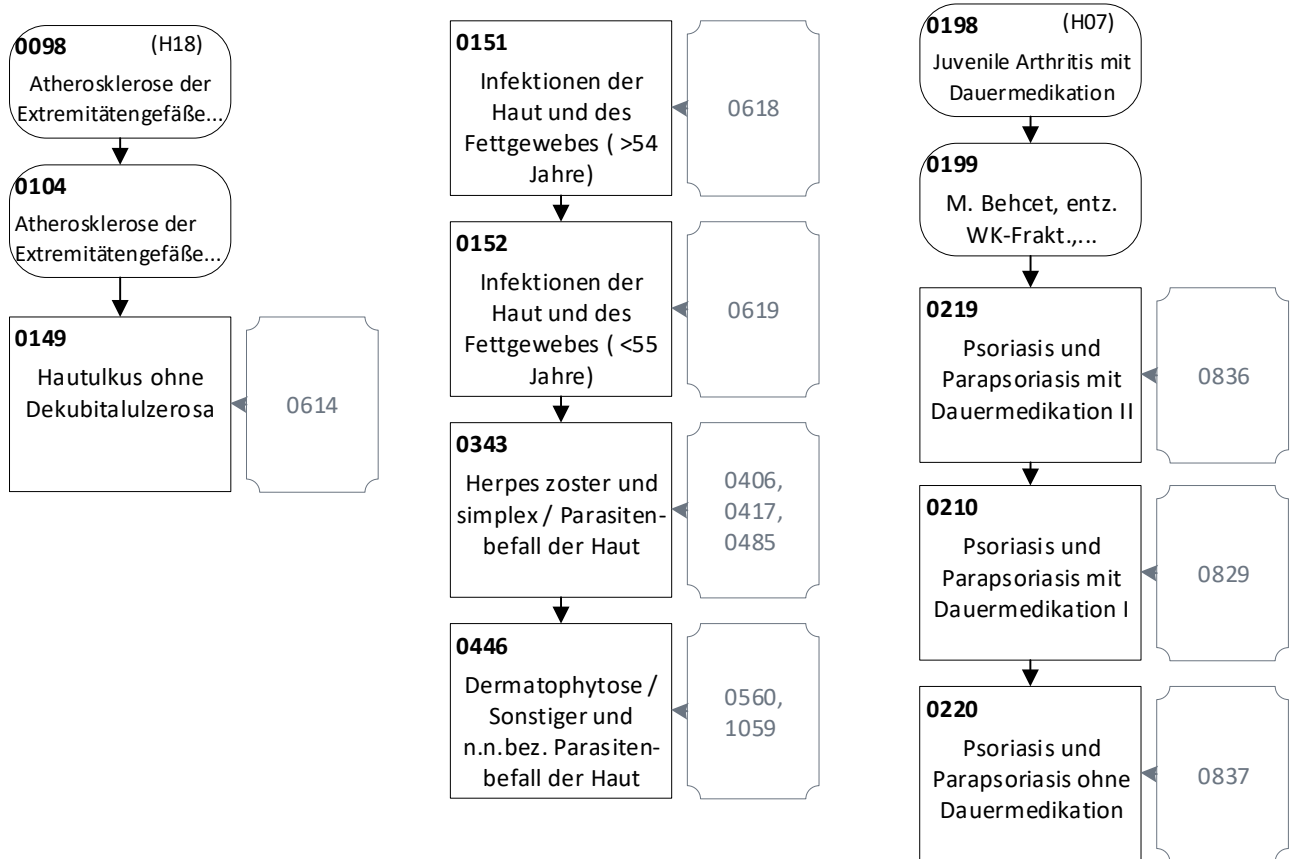 0098 (H18)
Atherosklerose der
Extremitätengefäße...
0104
Atherosklerose der
Extremitätengefäße...
0149
Hautulkus ohne
Dekubitalulzerosa
0614
0151
Infektionen der
Haut und des
Fettgewebes ( >54
Jahre)
0618
0152
Infektionen der
Haut und des
Fettgewebes ( <55
Jahre)
0619
0343
Herpes zoster und
simplex / Parasiten-
befall der Haut
0406,
0417,
0485
0446
Dermatophytose /
Sonstiger und
n.n.bez. Parasiten-
befall der Haut
0560,
1059
0198 (H07)
Juvenile Arthritis mit
Dauermedikation
0199
M. Behcet, entz.
WK-Frakt.,...
0219
Psoriasis und
Parapsoriasis mit
Dauermedikation II
0836
0210
Psoriasis und
Parapsoriasis mit
Dauermedikation I
0829
0220
Psoriasis und
Parapsoriasis ohne
Dauermedikation
0837